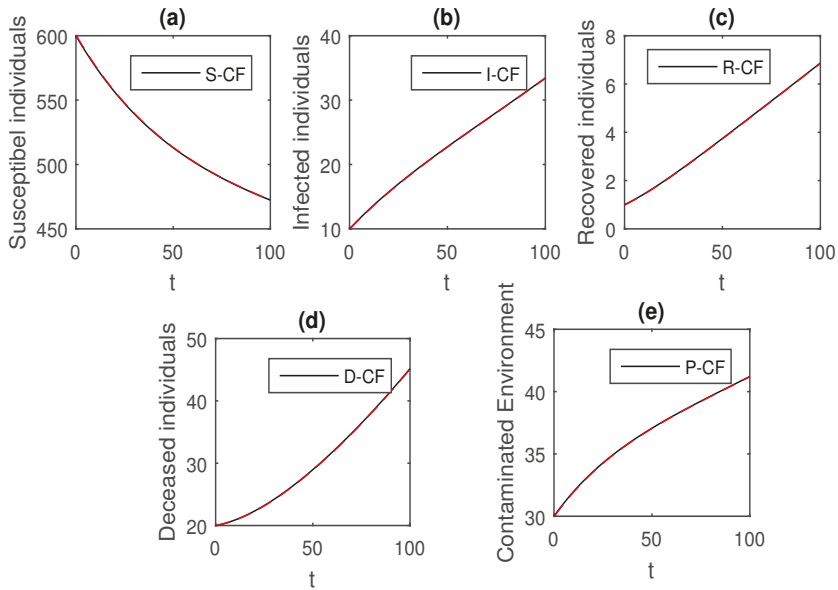 (a)
Susceptibel individuals
600
550
500
450
S-CF
0 50 100
t
(b)
Infected individuals
40
30
20
10
I-CF
0 50 100
t
(c)
Recovered individuals
8
6
4
2
0
R-CF
0 50 100
t
(d)
Deceased individuals
50
40
30
20
D-CF
0 50 100
t
(e)
Contaminated Environment
45
40
35
30
P-CF
0 50 100
t